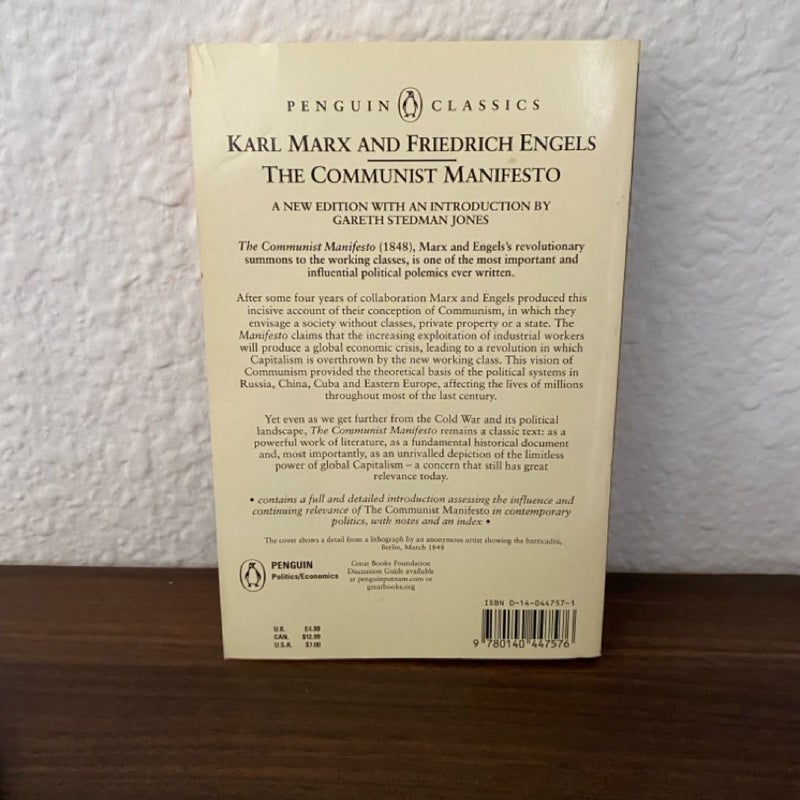 PENGUIN CLASSICS
KARL MARX AND FRIEDRICH ENGELS
THE COMMUNIST MANIFESTO
A NEW EDITION WITH AN INTRODUCTION BY
GARETH STEDMAN JONES
The Communist Manifesto (1848), Marx and Engels's revolutionary
summons to the working classes, is one of the most important and
influential political polemics ever written.
After some four years of collaboration Marx and Engels produced this
incisive account of their conception of Communism, in which they
envisage a society without classes, private property or a state. The
Manifesto claims that the increasing exploitation of industrial workers
will produce a global economic crisis, leading to a revolution in which
Capitalism is overthrown by the new working class. This vision of
Communism provided the theoretical basis of the political systems in
Russia, China, Cuba and Eastern Europe, affecting the lives of millions
throughout most of the last century.
Yet even as we get further from the Cold War and its political
landscape, The Communist Manifesto remains a classic text: as a
powerful work of literature, as a fundamental historical document
and, most importantly, as an unrivalled depiction of the limitless
power of global Capitalism – a concern that still has great
relevance today.
• contains a full and detailed introduction assessing the influence and
continuing relevance of The Communist Manifesto in contemporary
politics, with notes and an index •
The cover shows a detail from a lithograph by an anonymous artist showing the barricades,
Berlin, March 1848
PENGUIN
Politics/Economics
Great Books Foundation
Discussion Guide available
at penguinputnam.com or
greatbooks.org
U.K. £4.99
CAN. $12.99
U.S.A. $7.00
ISBN 0-14-044757-1
9 780140 447576